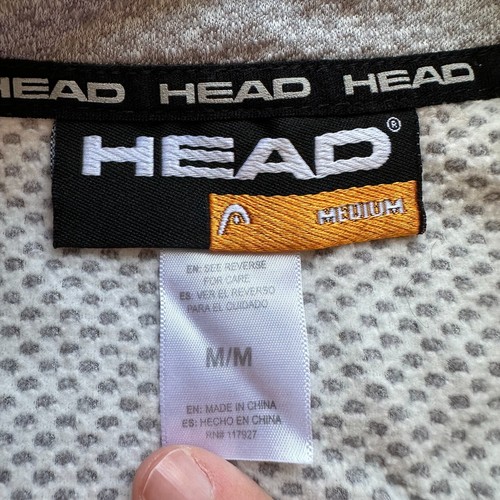 HEAD HEAD HEAD
HEAD®
MEDIUM
EN: SEE REVERSE
FOR CARE
ES: VER EL REVERSO
PARA EL CUIDADO
M/M
EN: MADE IN CHINA
ES: HECHO EN CHINA
RN# 117927